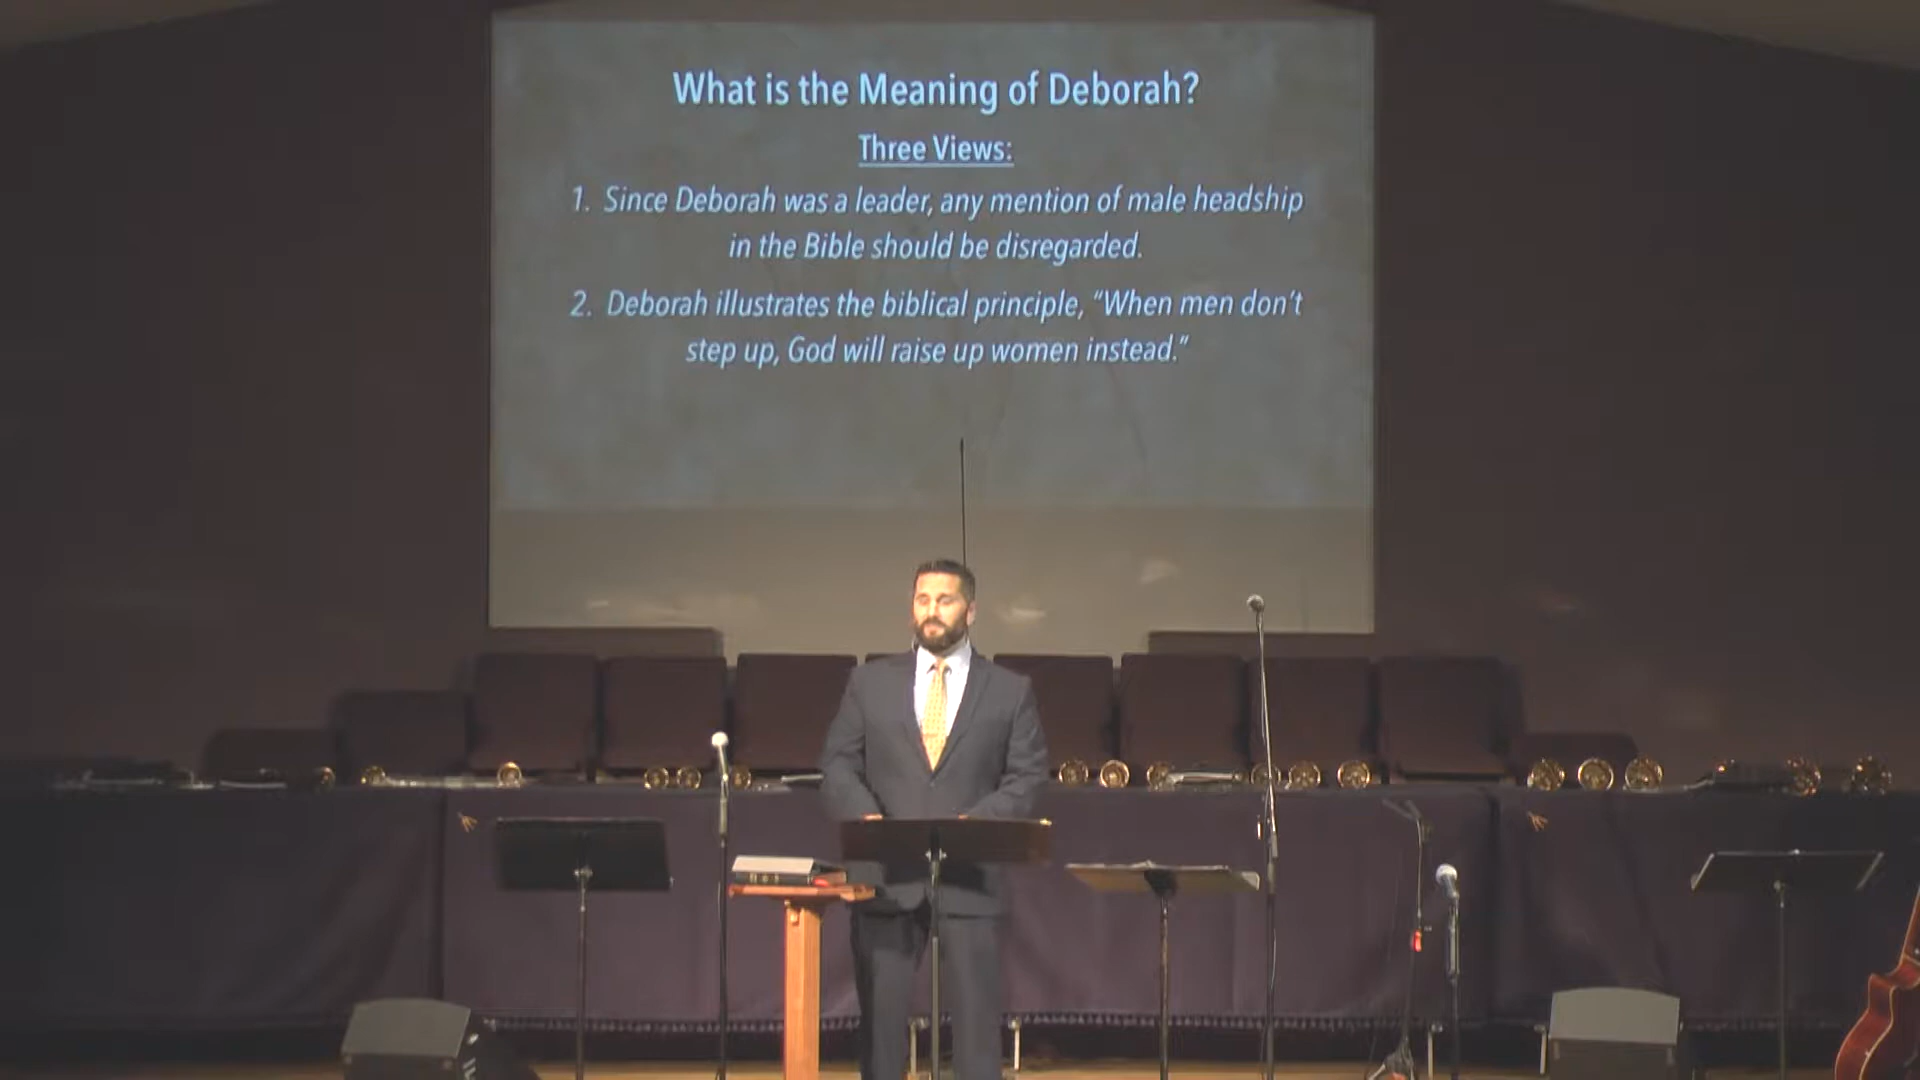 What is the Meaning of Deborah?
Three Views:
1. Since Deborah was a leader, any mention of male headship
in the Bible should be disregarded.
2. Deborah illustrates the biblical principle, “When men don’t
step up, God will raise up women instead.”